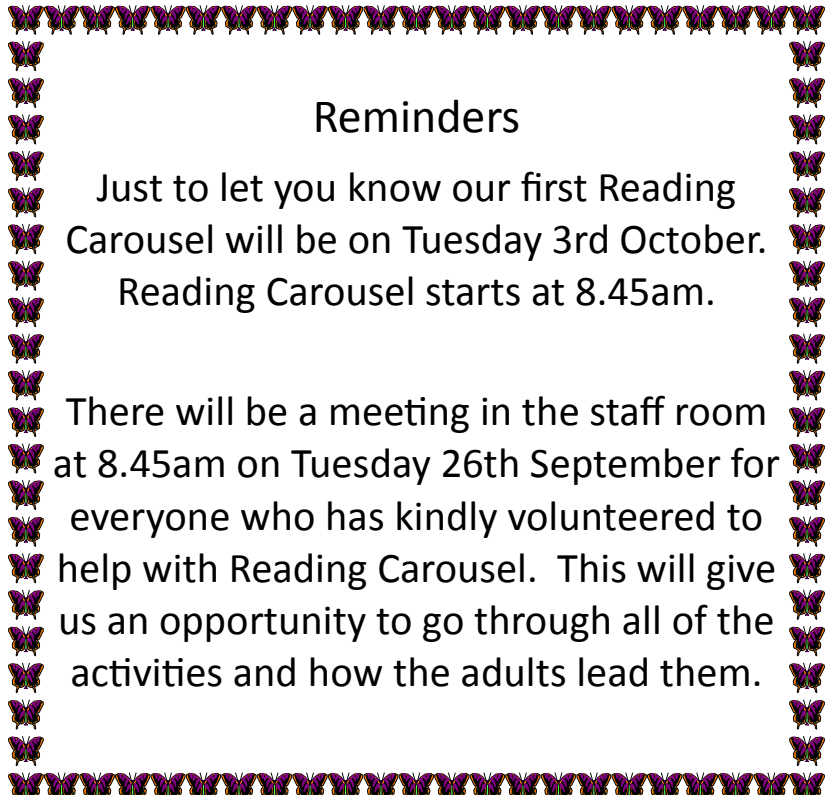 Reminders
Just to let you know our first Reading
Carousel will be on Tuesday 3rd October.
Reading Carousel starts at 8.45am.
There will be a meeting in the staff room
at 8.45am on Tuesday 26th September for
everyone who has kindly volunteered to
help with Reading Carousel.  This will give
us an opportunity to go through all of the
activities and how the adults lead them.